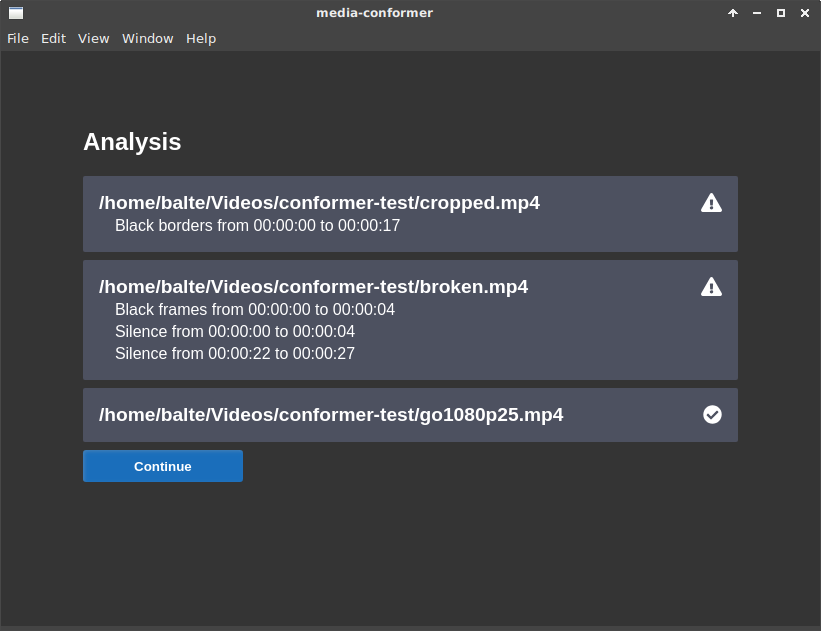 media-conformer
File Edit View Window Help
Analysis
/home/balte/Videos/conformer-test/cropped.mp4
Black borders from 00:00:00 to 00:00:17
/home/balte/Videos/conformer-test/broken.mp4
Black frames from 00:00:00 to 00:00:04
Silence from 00:00:00 to 00:00:04
Silence from 00:00:22 to 00:00:27
/home/balte/Videos/conformer-test/go1080p25.mp4
Continue